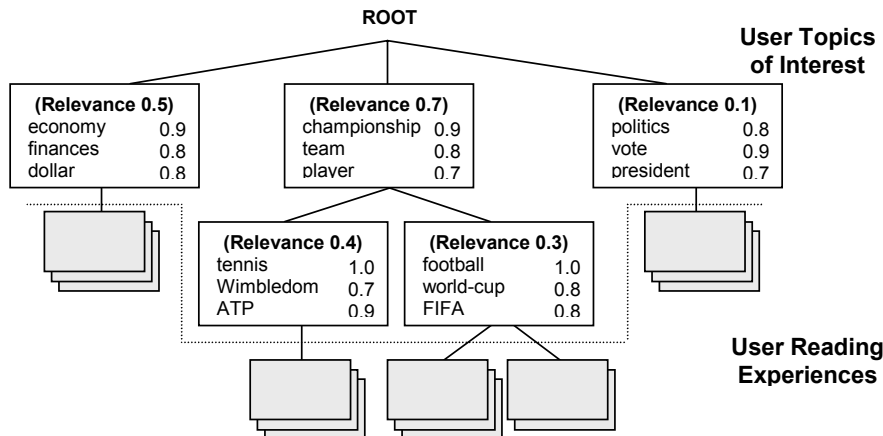 ROOT
User Topics
of Interest
(Relevance 0.5)
economy 0.9
finances 0.8
dollar 0.8
(Relevance 0.7)
championship 0.9
team 0.8
player 0.7
(Relevance 0.1)
politics 0.8
vote 0.9
president 0.7
(Relevance 0.4)
tennis 1.0
Wimbledom 0.7
ATP 0.9
(Relevance 0.3)
football 1.0
world-cup 0.8
FIFA 0.8
User Reading
Experiences